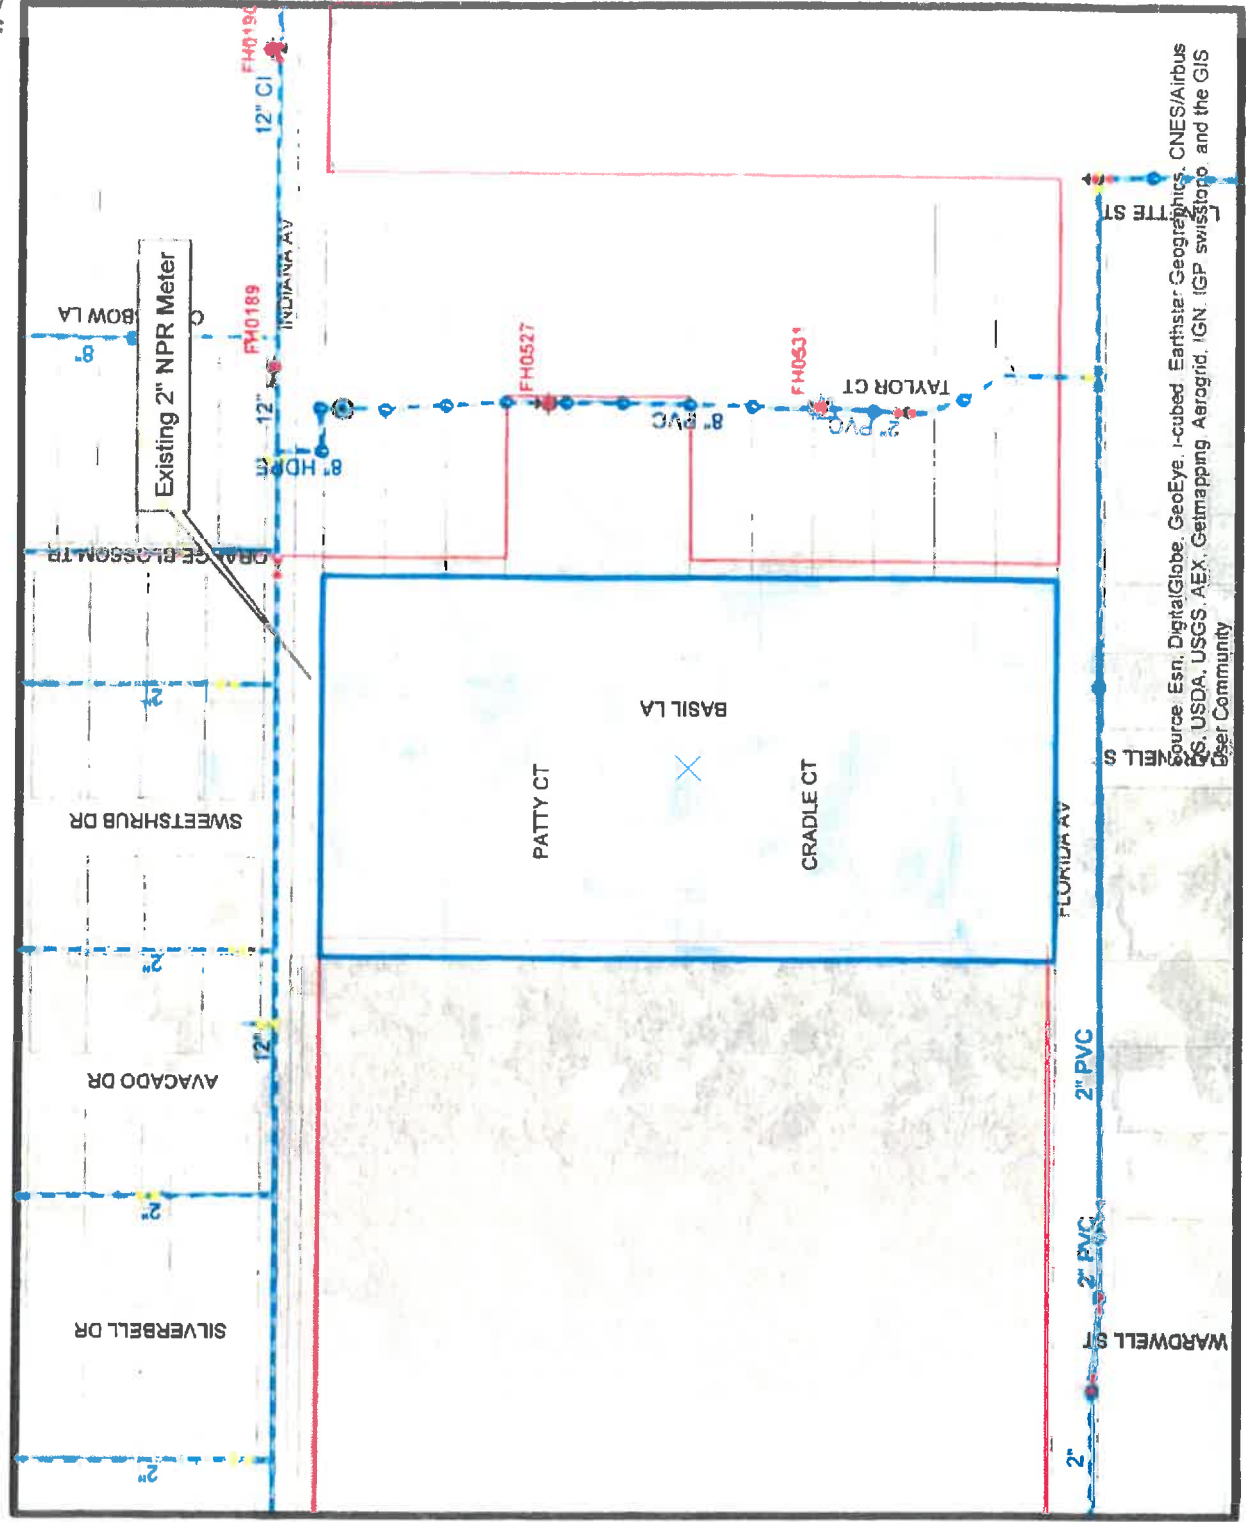 FH0190
12" CI
INDIANA AV
FH0189
BOW LA
8"
Existing 2" NPR Meter
12"
8" HDPE
ORANGE BLOSSOM TR
FH0527
8" PVC
FH0531
2" PVC
TAYLOR CT
2"
SWEETSHRUB DR
2"
12"
AVACADO DR
2"
SILVERBELL DR
2"
BASIL LA
PATTY CT
CRADLE CT
FLORIDA AV
2" PVC
2" PVC
WARDWELL ST
2"
TTE ST
Source: Esri, DigitalGlobe, GeoEye, i-cubed, Earthstar Geographics, CNES/Airbus
USDA, USGS, AEX, Getmapping, Aerogrid, IGN, IGP, swisstopo, and the GIS
User Community